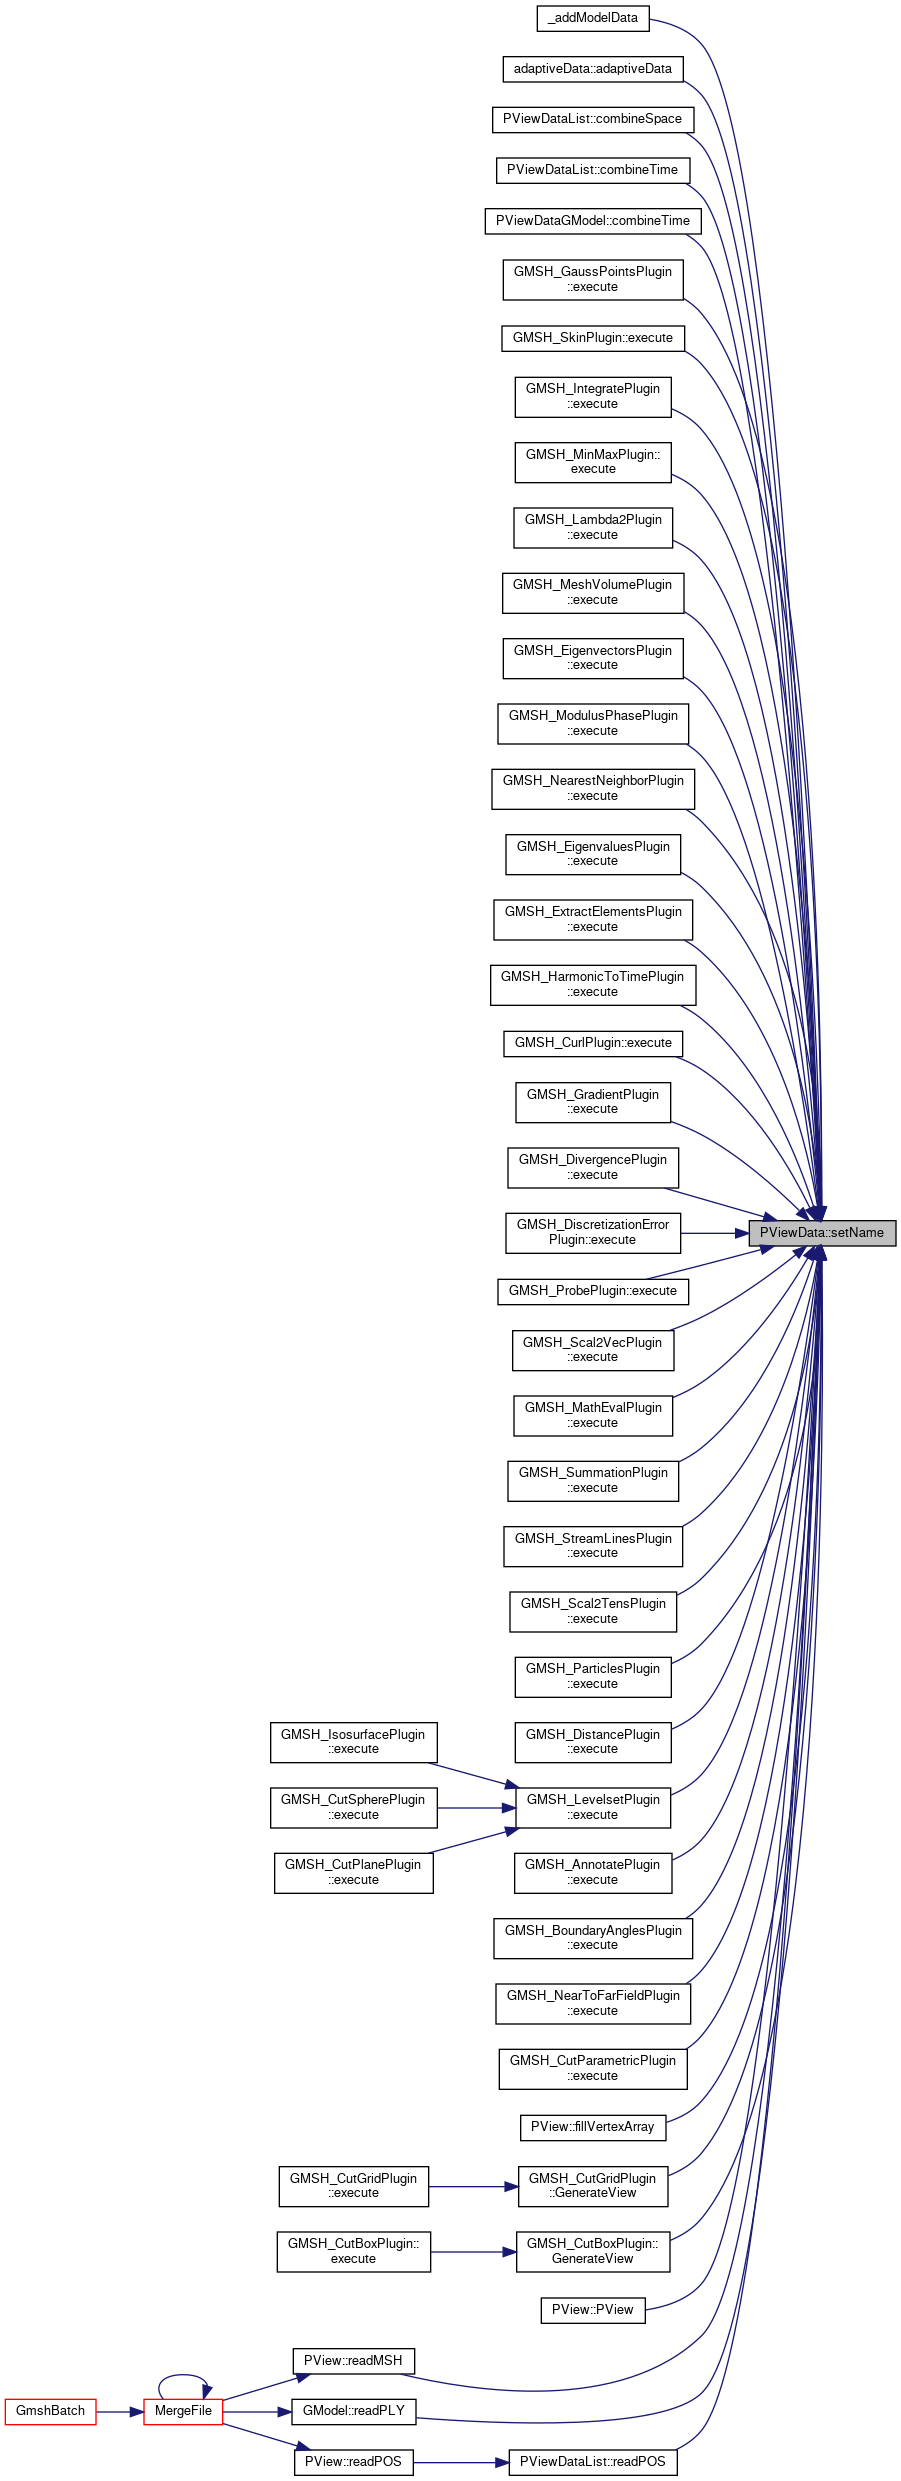 _addModelData
adaptiveData::adaptiveData
PViewDataList::combineSpace
PViewDataList::combineTime
PViewDataGModel::combineTime
GMSH_GaussPointsPlugin
::execute
GMSH_SkinPlugin::execute
GMSH_IntegratePlugin
::execute
GMSH_MinMaxPlugin::
execute
GMSH_Lambda2Plugin
::execute
GMSH_MeshVolumePlugin
::execute
GMSH_EigenvectorsPlugin
::execute
GMSH_ModulusPhasePlugin
::execute
GMSH_NearestNeighborPlugin
::execute
GMSH_EigenvaluesPlugin
::execute
GMSH_ExtractElementsPlugin
::execute
GMSH_HarmonicToTimePlugin
::execute
GMSH_CurlPlugin::execute
GMSH_GradientPlugin
::execute
GMSH_DivergencePlugin
::execute
GMSH_DiscretizationError
Plugin::execute
PViewData::setName
GMSH_ProbePlugin::execute
GMSH_Scal2VecPlugin
::execute
GMSH_MathEvalPlugin
::execute
GMSH_SummationPlugin
::execute
GMSH_StreamLinesPlugin
::execute
GMSH_Scal2TensPlugin
::execute
GMSH_ParticlesPlugin
::execute
GMSH_DistancePlugin
::execute
GMSH_IsosurfacePlugin
::execute
GMSH_CutSpherePlugin
::execute
GMSH_LevelsetPlugin
::execute
GMSH_CutPlanePlugin
::execute
GMSH_AnnotatePlugin
::execute
GMSH_BoundaryAnglesPlugin
::execute
GMSH_NearToFarFieldPlugin
::execute
GMSH_CutParametricPlugin
::execute
PView::fillVertexArray
GMSH_CutGridPlugin
::execute
GMSH_CutGridPlugin
::GenerateView
GMSH_CutBoxPlugin::
execute
GMSH_CutBoxPlugin::
GenerateView
PView::PView
PView::readMSH
GmshBatch
MergeFile
GModel::readPLY
PView::readPOS
PViewDataList::readPOS